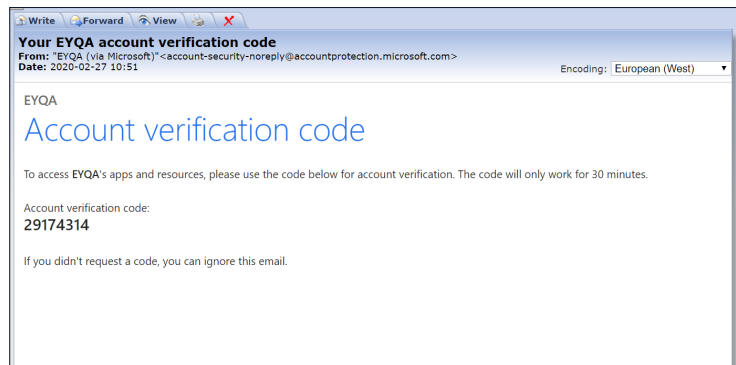 Write Forward View
Your EYQA account verification code
From: "EYQA (via Microsoft)"<account-security-noreply@accountprotection.microsoft.com>
Date: 2020-02-27 10:51
Encoding: European (West)
EYQA
Account verification code
To access EYQA's apps and resources, please use the code below for account verification. The code will only work for 30 minutes.
Account verification code:
29174314
If you didn't request a code, you can ignore this email.